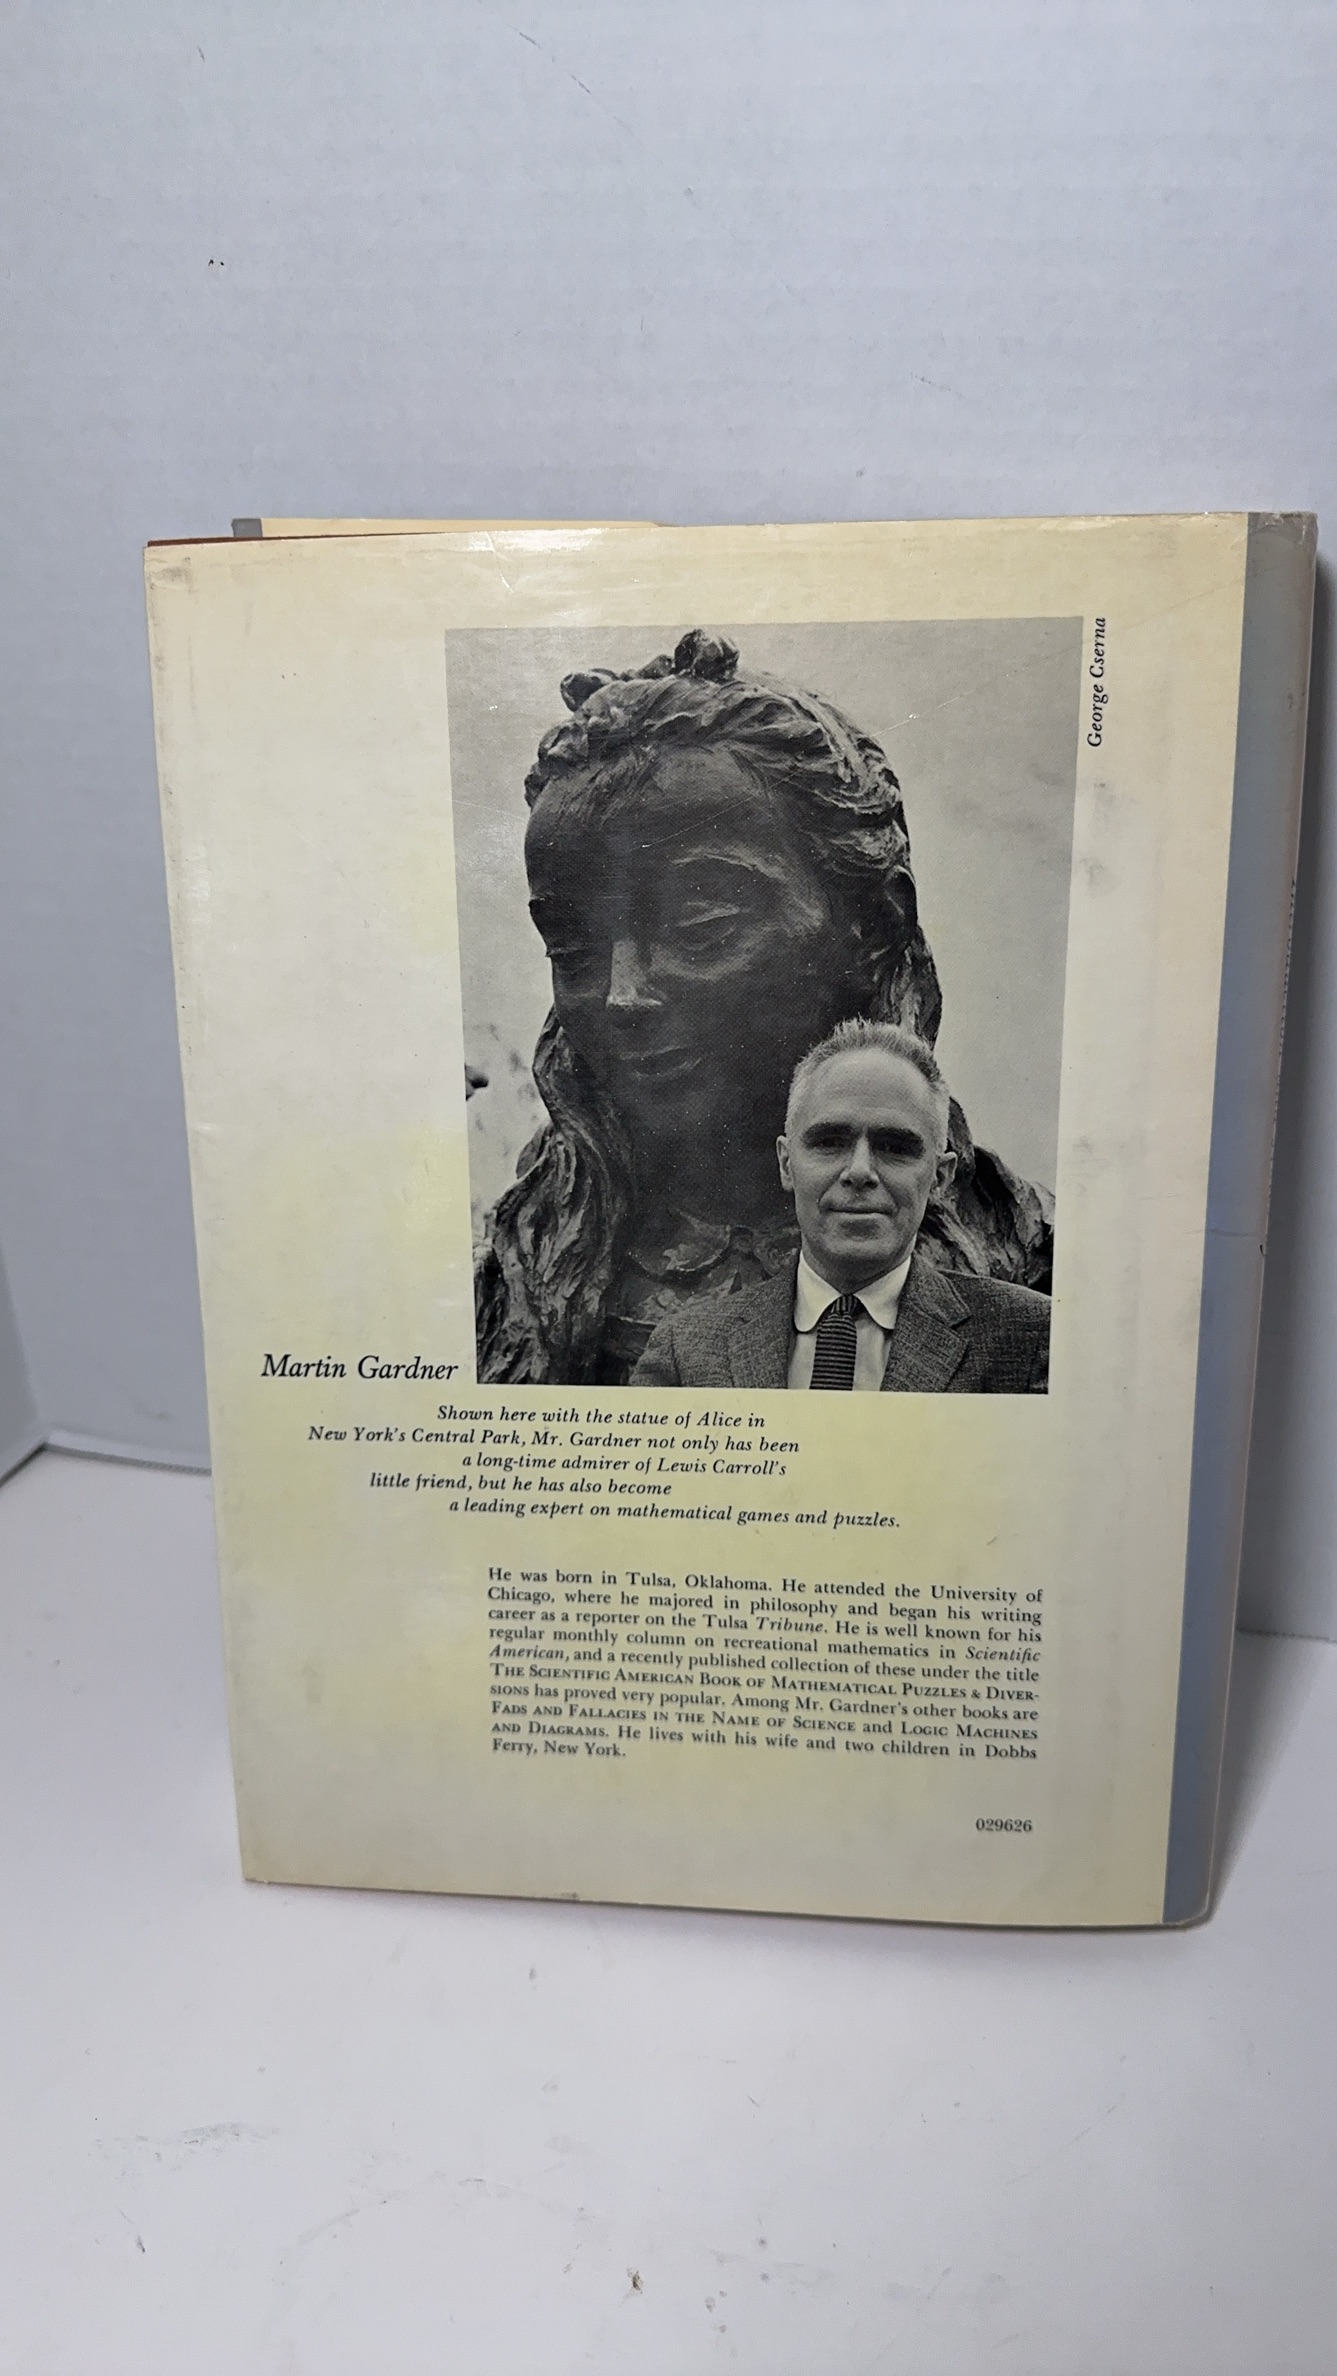 George Cserna
Martin Gardner
Shown here with the statue of Alice in
New York's Central Park, Mr. Gardner not only has been
a long-time admirer of Lewis Carroll's
little friend, but he has also become
a leading expert on mathematical games and puzzles.
He was born in Tulsa, Oklahoma. He attended the University of
Chicago, where he majored in philosophy and began his writing
career as a reporter on the Tulsa Tribune. He is well known for his
regular monthly column on recreational mathematics in Scientific
American, and a recently published collection of these under the title
THE SCIENTIFIC AMERICAN BOOK OF MATHEMATICAL PUZZLES & DIVER-
SIONS has proved very popular. Among Mr. Gardner's other books are
FADS AND FALLACIES IN THE NAME OF SCIENCE and LOGIC MACHINES
AND DIAGRAMS. He lives with his wife and two children in Dobbs
Ferry, New York.
029626